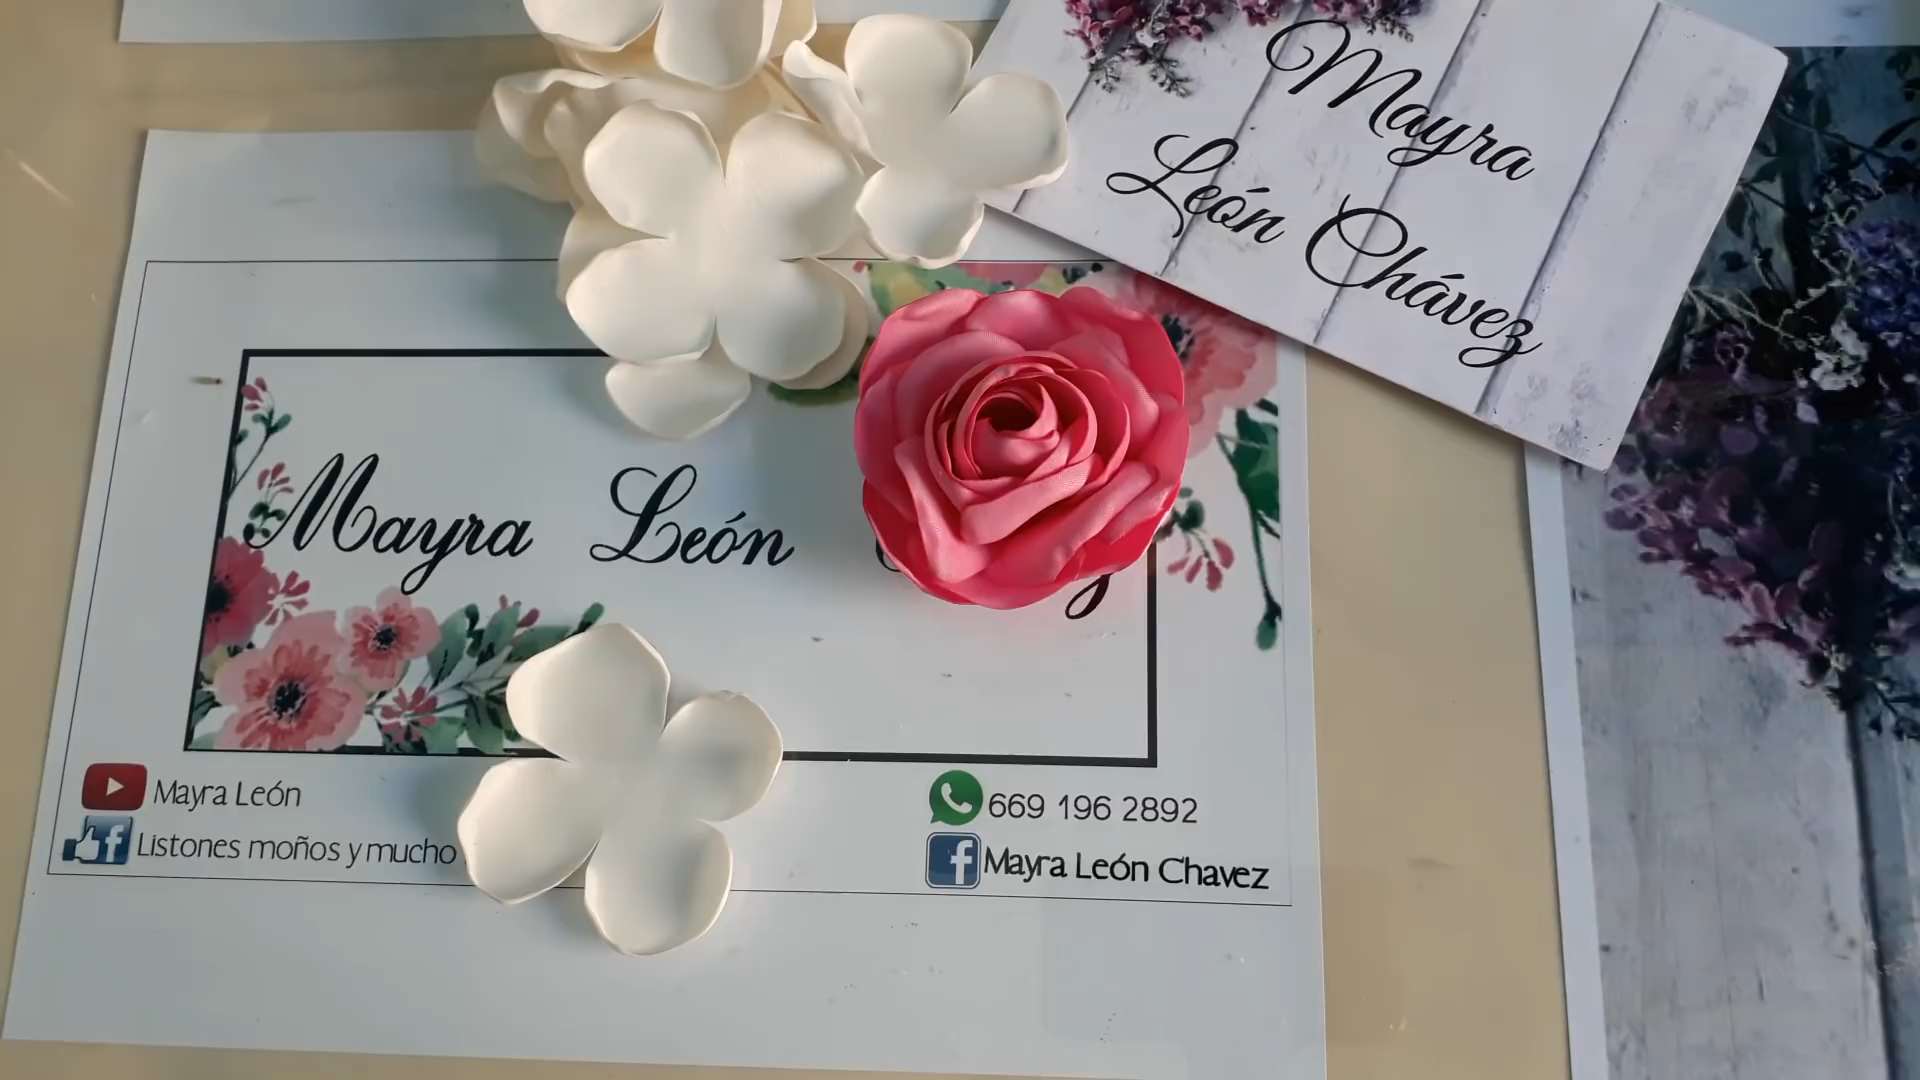 Mayra
León Chávez
Mayra León
Mayra León
Listones moños y mucho
669 196 2892
Mayra León Chavez